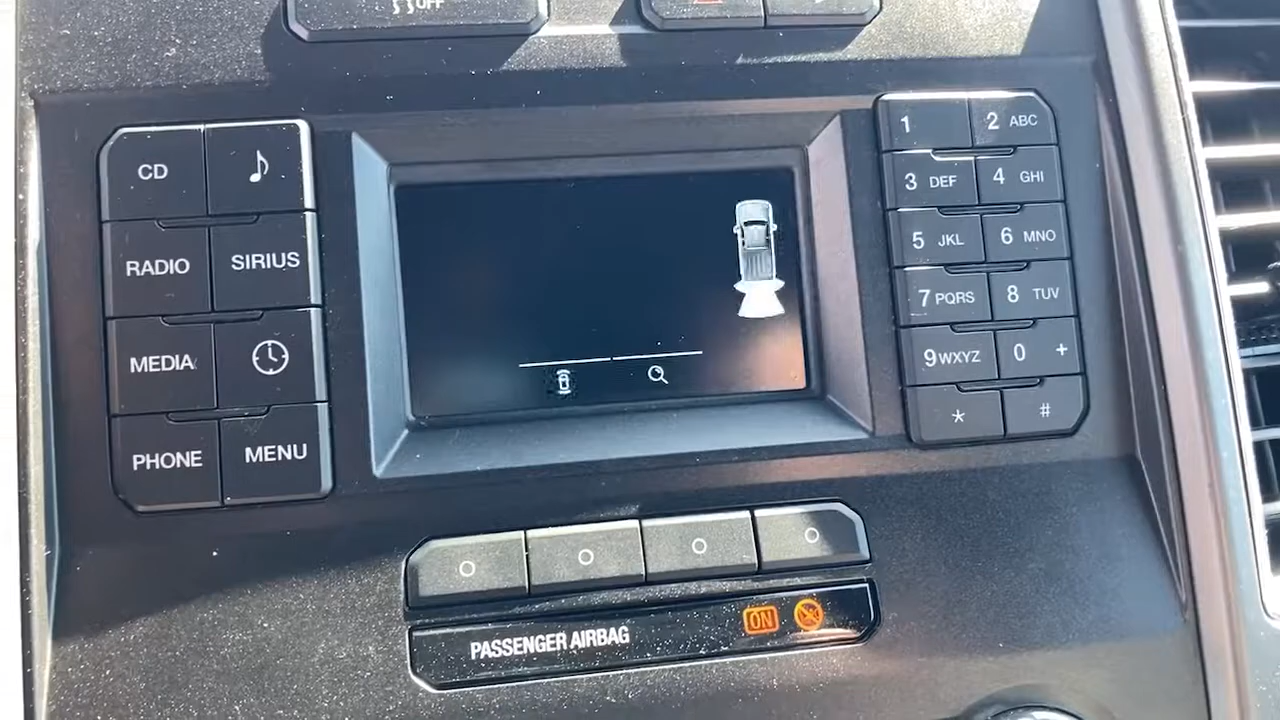 OFF
CD
RADIO
SIRIUS
MEDIA
PHONE
MENU
1
2 ABC
3 DEF
4 GHI
5 JKL
6 MNO
7 PQRS
8 TUV
9 WXYZ
0 +
*
#
PASSENGER AIRBAG
ON